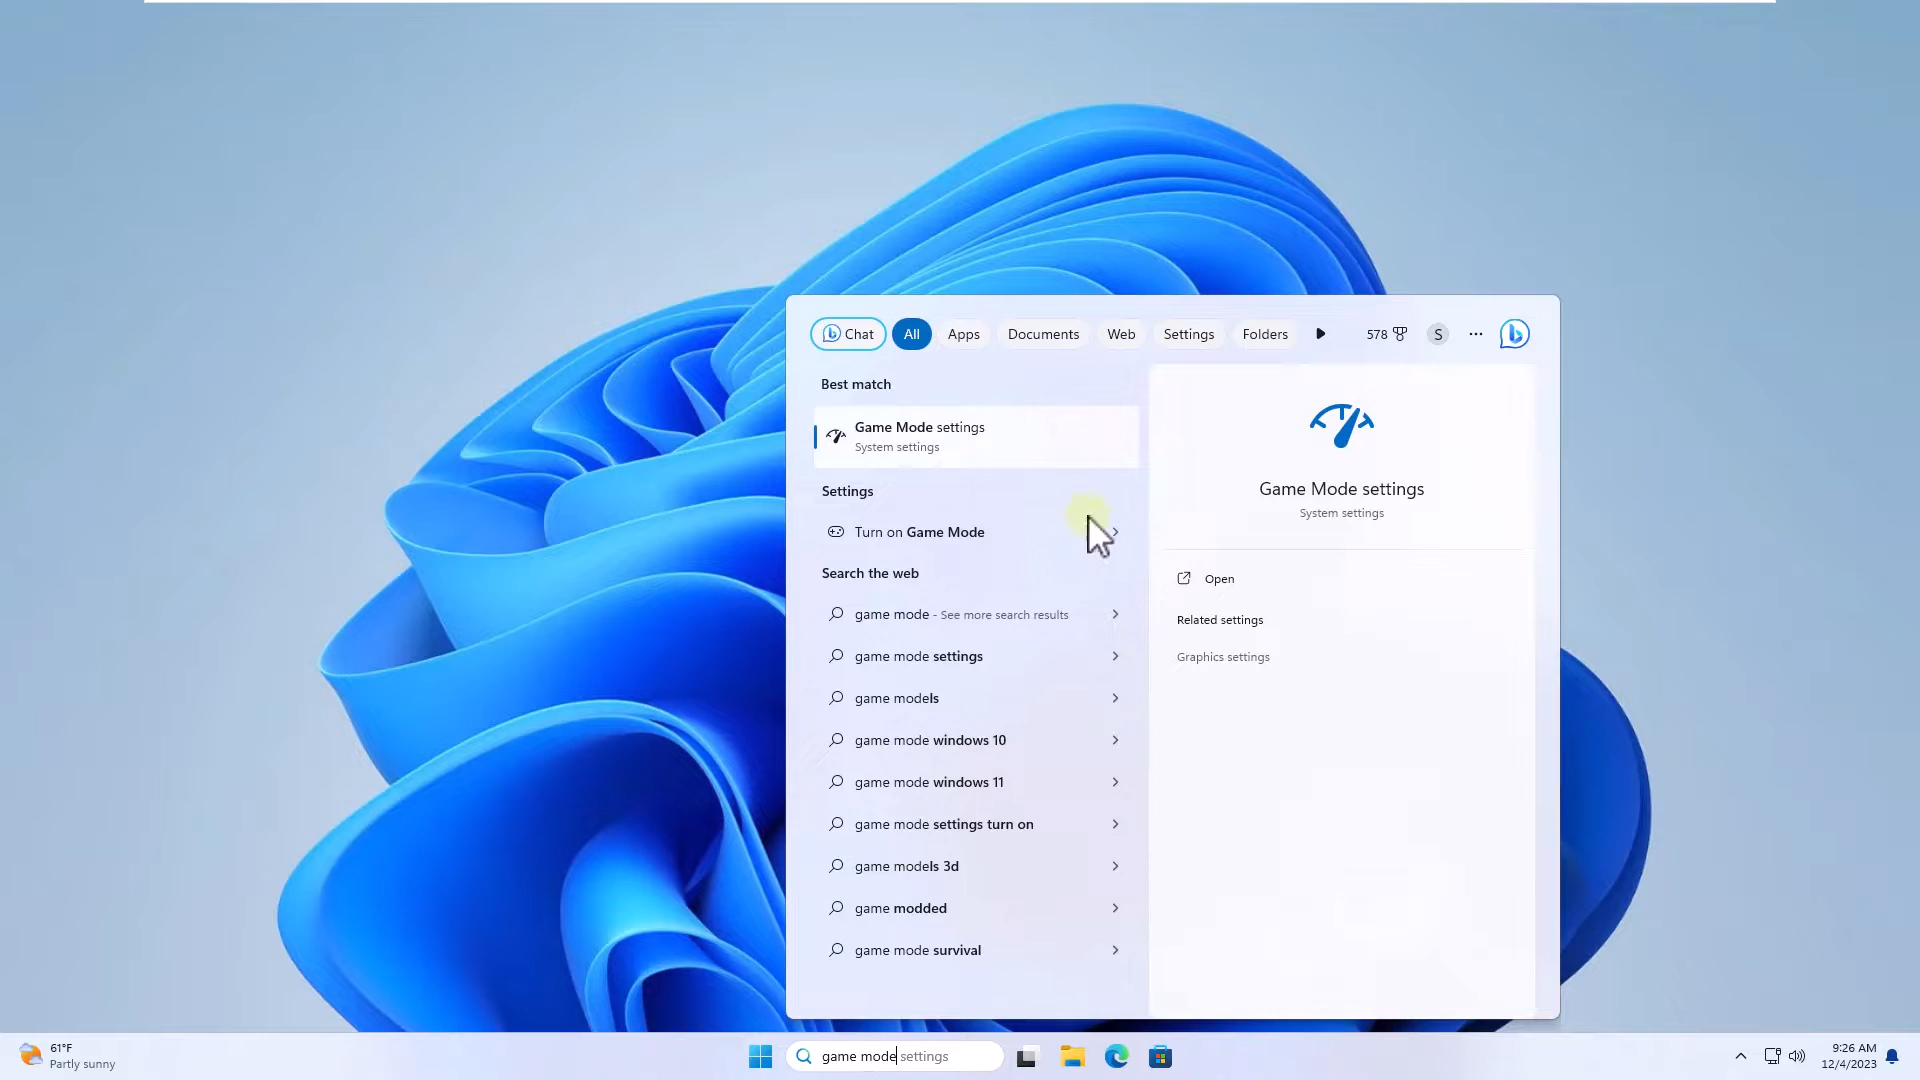 Chat
All
Apps
Documents
Web
Settings
Folders
578
S
Best match
Game Mode settings
System settings
Settings
Turn on Game Mode
Search the web
game mode - See more search results
game mode settings
game models
game mode windows 10
game mode windows 11
game mode settings turn on
game models 3d
game modded
game mode survival
Game Mode settings
System settings
Open
Related settings
Graphics settings
61°F
Partly sunny
game mode settings
9:26 AM
12/4/2023